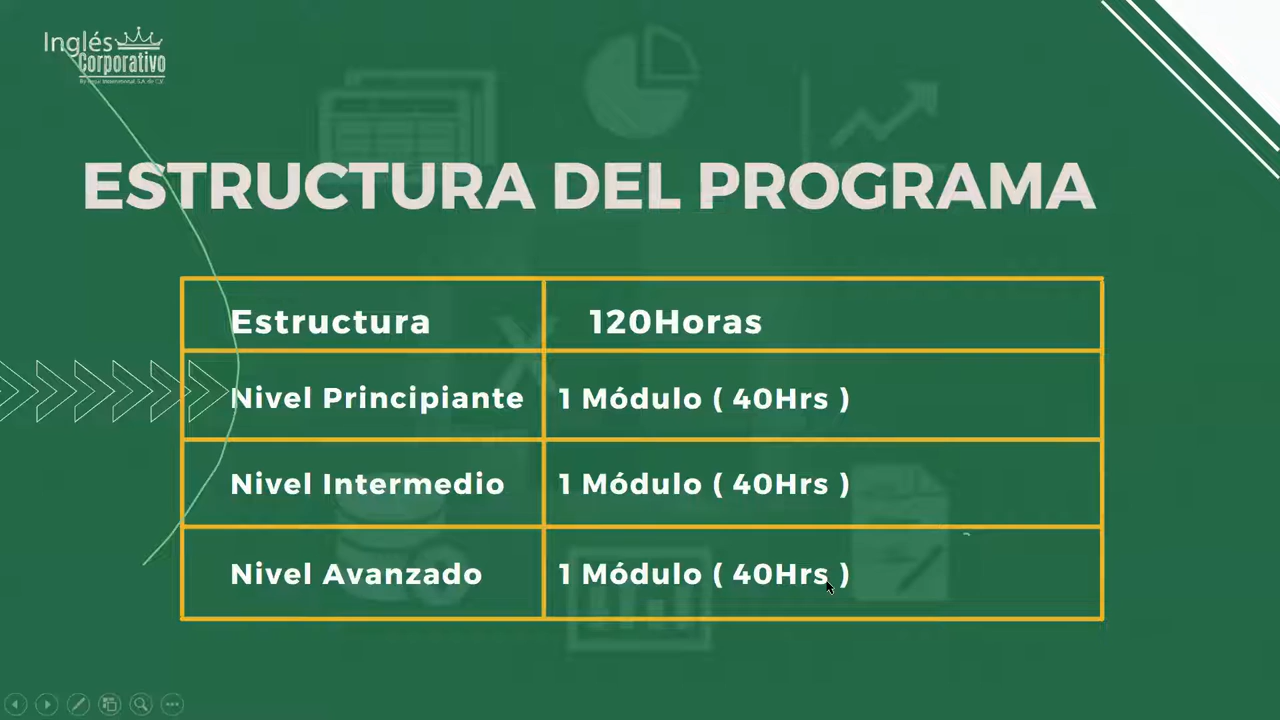 Inglés
Corporativo
ESTRUCTURA DEL PROGRAMA
Estructura 120Horas
Nivel Principiante 1 Módulo ( 40Hrs )
Nivel Intermedio 1 Módulo ( 40Hrs )
Nivel Avanzado 1 Módulo ( 40Hrs )